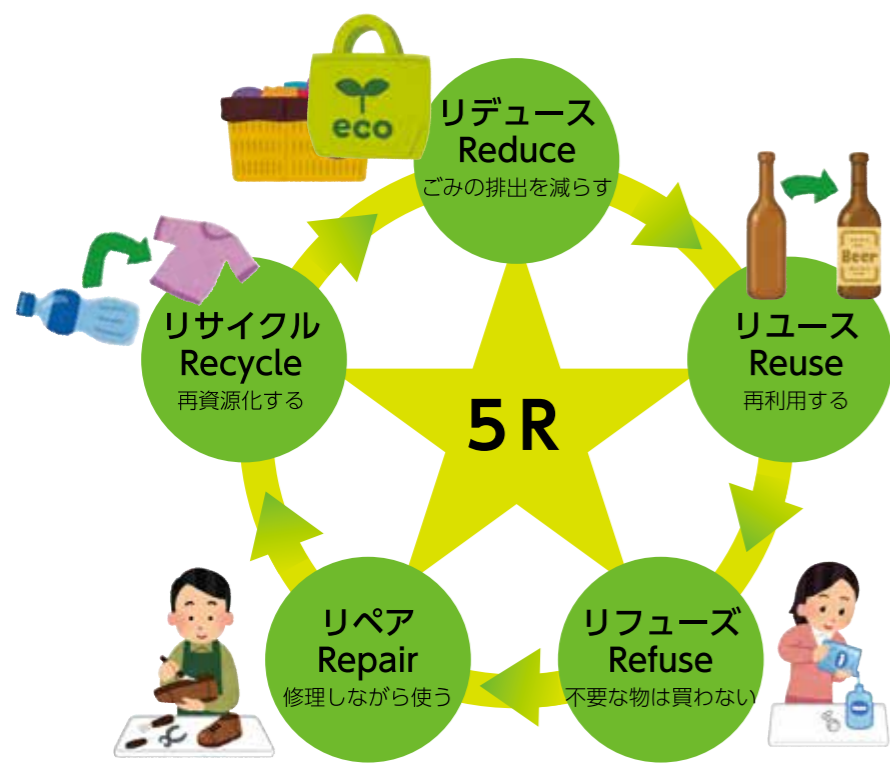 eco
リデュース
Reduce
ごみの排出を減らす
Beer
リユース
Reuse
再利用する
リサイクル
Recycle
再資源化する
5R
リフューズ
Refuse
不要な物は買わない
リペア
Repair
修理しながら使う